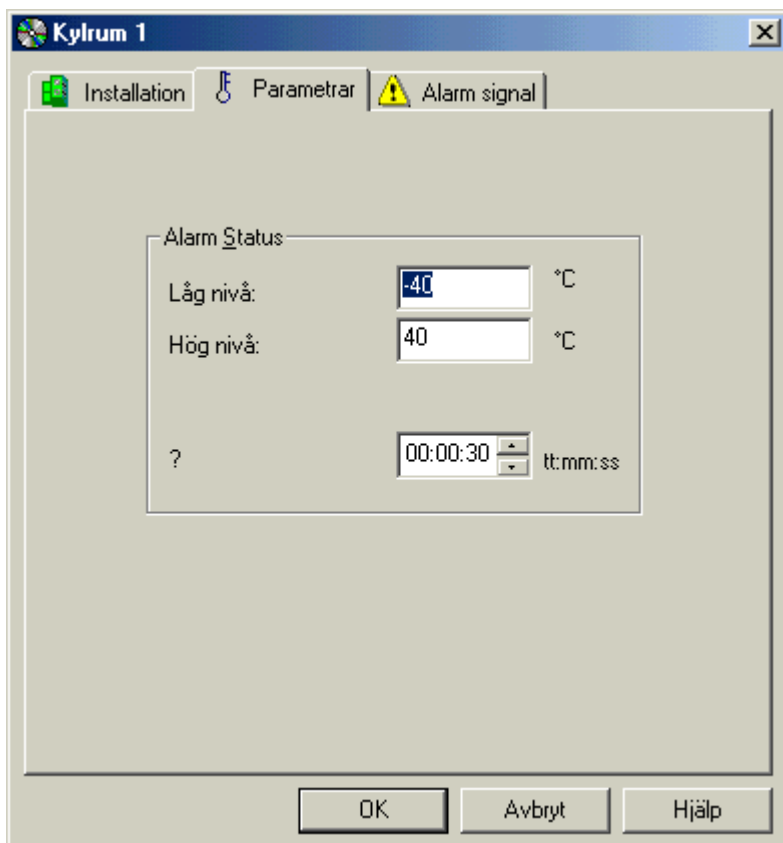 Kylrum 1
Installation Parametrar Alarm signal
Alarm Status
Låg nivå: -40 °C
Hög nivå: 40 °C
? 00:00:30 tt:mm:ss
OK Avbryt Hjälp